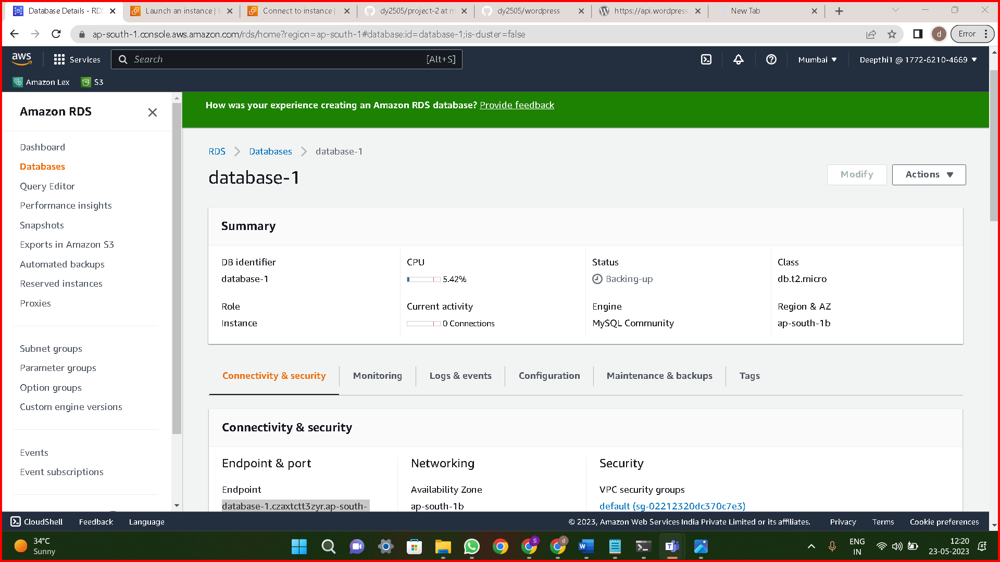 Database Details - RDS
Launch an instance | E
Connect to instance |
dy2505/project-2 at m
dy2505/wordpress
https://api.wordpress.
New Tab
ap-south-1.console.aws.amazon.com/rds/home?region=ap-south-1#database:id=database-1;is-cluster=false
d
Error
aws
Services
Search
[Alt+S]
Mumbai
Deepthi1 @ 1772-6210-4669
Amazon Lex
S3
Amazon RDS
Dashboard
Databases
Query Editor
Performance insights
Snapshots
Exports in Amazon S3
Automated backups
Reserved instances
Proxies
Subnet groups
Parameter groups
Option groups
Custom engine versions
Events
Event subscriptions
How was your experience creating an Amazon RDS database? Provide feedback
RDS
Databases
database-1
database-1
Modify
Actions
Summary
DB identifier
database-1
CPU
5.42%
Status
Backing-up
Class
db.t2.micro
Role
Instance
Current activity
0 Connections
Engine
MySQL Community
Region & AZ
ap-south-1b
Connectivity & security
Monitoring
Logs & events
Configuration
Maintenance & backups
Tags
Connectivity & security
Endpoint & port
Endpoint
database-1.czaxtctt3zyr.ap-south-
Networking
Availability Zone
ap-south-1b
Security
VPC security groups
default (sg-02212320dc370c7e3)
CloudShell
Feedback
Language
© 2023, Amazon Web Services India Private Limited or its affiliates.
Privacy
Terms
Cookie preferences
34°C
Sunny
S
d
ENG
IN
12:20
23-05-2023